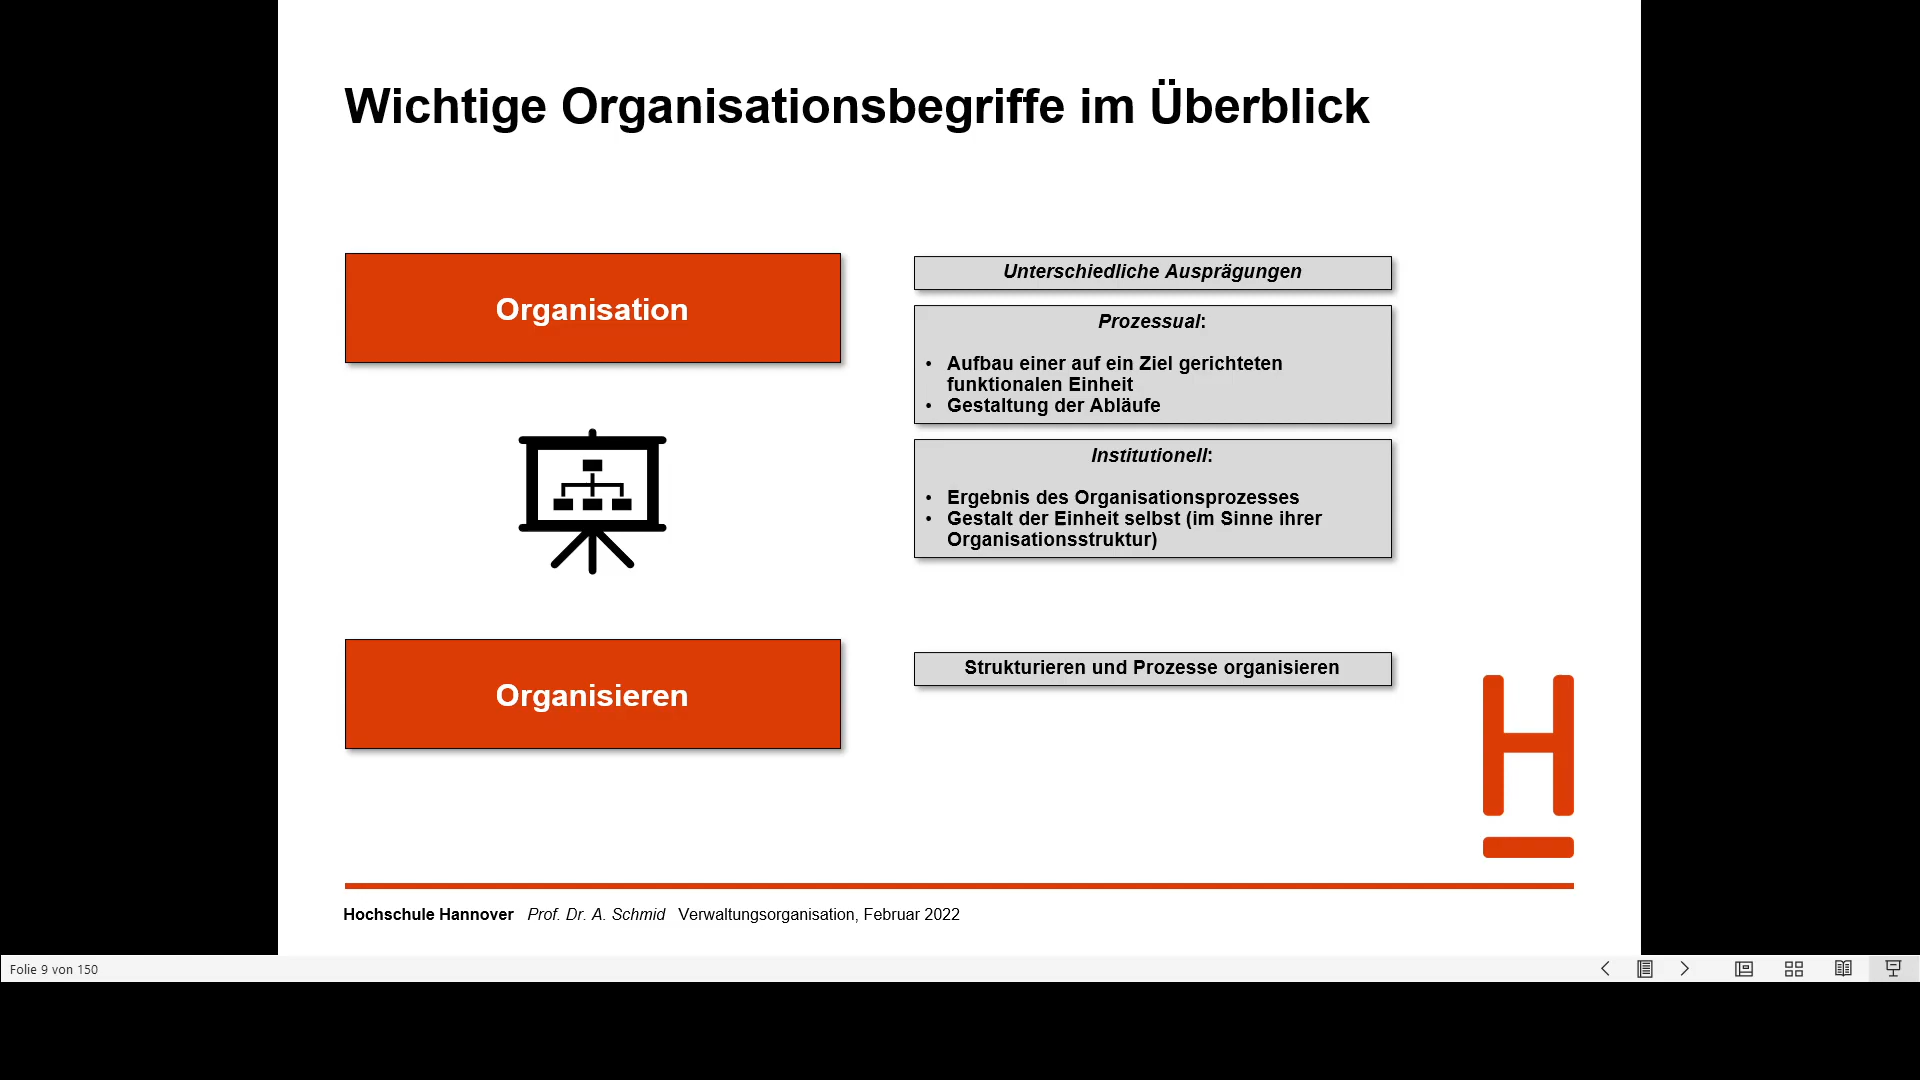 Wichtige Organisationsbegriffe im Überblick
Organisation
Unterschiedliche Ausprägungen
Prozessual:
• Aufbau einer auf ein Ziel gerichteten
funktionalen Einheit
• Gestaltung der Abläufe
Institutionell:
• Ergebnis des Organisationsprozesses
• Gestalt der Einheit selbst (im Sinne ihrer
Organisationsstruktur)
Organisieren
Strukturieren und Prozesse organisieren
H
Hochschule Hannover Prof. Dr. A. Schmid Verwaltungsorganisation, Februar 2022
Folie 9 von 150